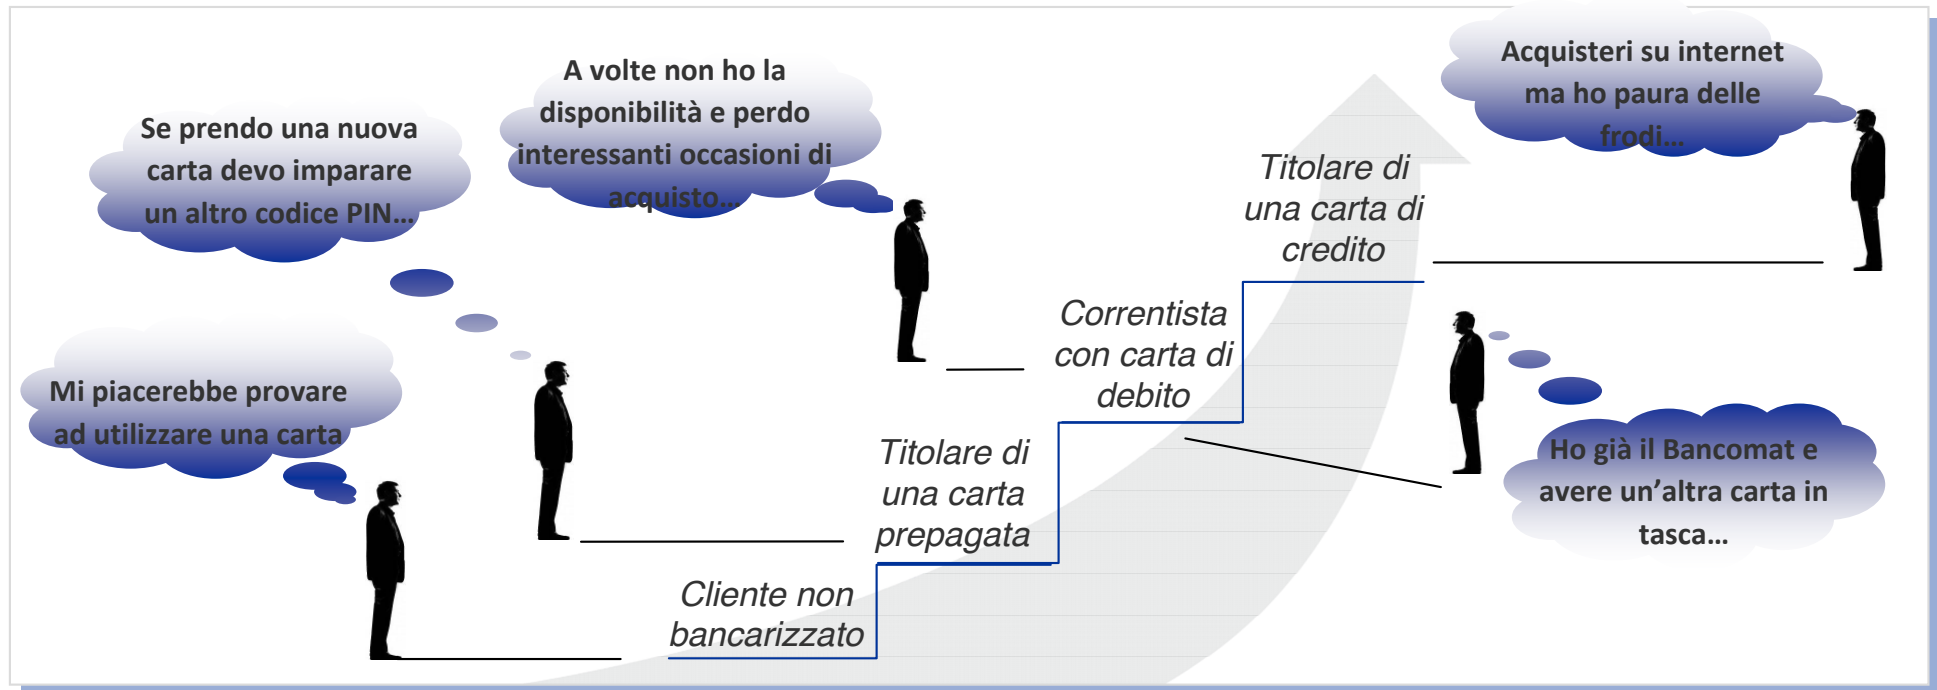 A volte non ho la
disponibilità e perdo
interessanti occasioni di
acquisto...
Acquisteri su internet
ma ho paura delle
frodi...
Se prendo una nuova
carta devo imparare
un altro codice PIN...
Titolare di
una carta di
credito
Correntista
con carta di
debito
Mi piacerebbe provare
ad utilizzare una carta
Titolare di
una carta
prepagata
Ho già il Bancomat e
avere un’altra carta in
tasca...
Cliente non
bancarizzato